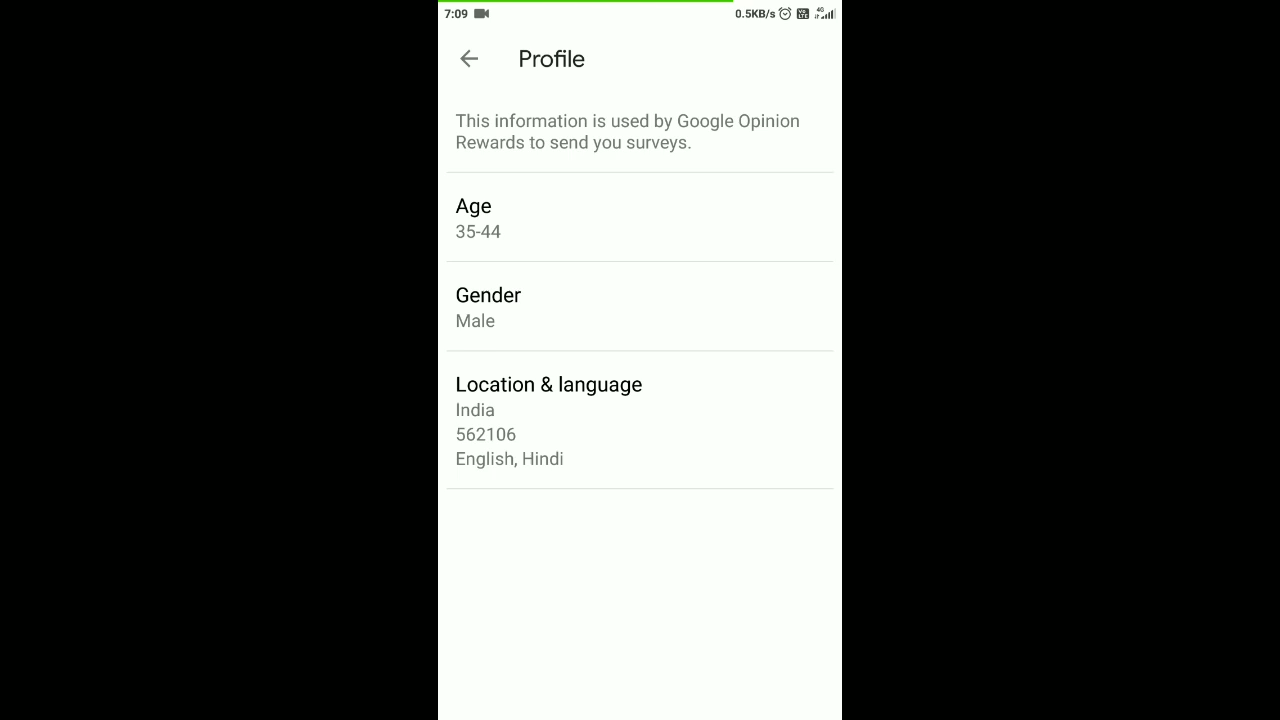 7:09 0.5KB/s 4G
Profile
This information is used by Google Opinion
Rewards to send you surveys.
Age
35-44
Gender
Male
Location & language
India
562106
English, Hindi